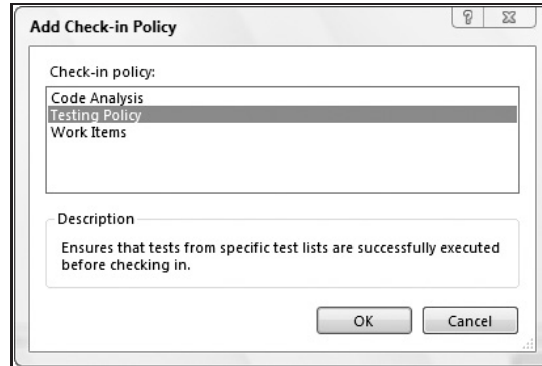 Add Check-in Policy
Check-in policy:
Code Analysis
Testing Policy
Work Items
Description
Ensures that tests from specific test lists are successfully executed
before checking in.
OK
Cancel